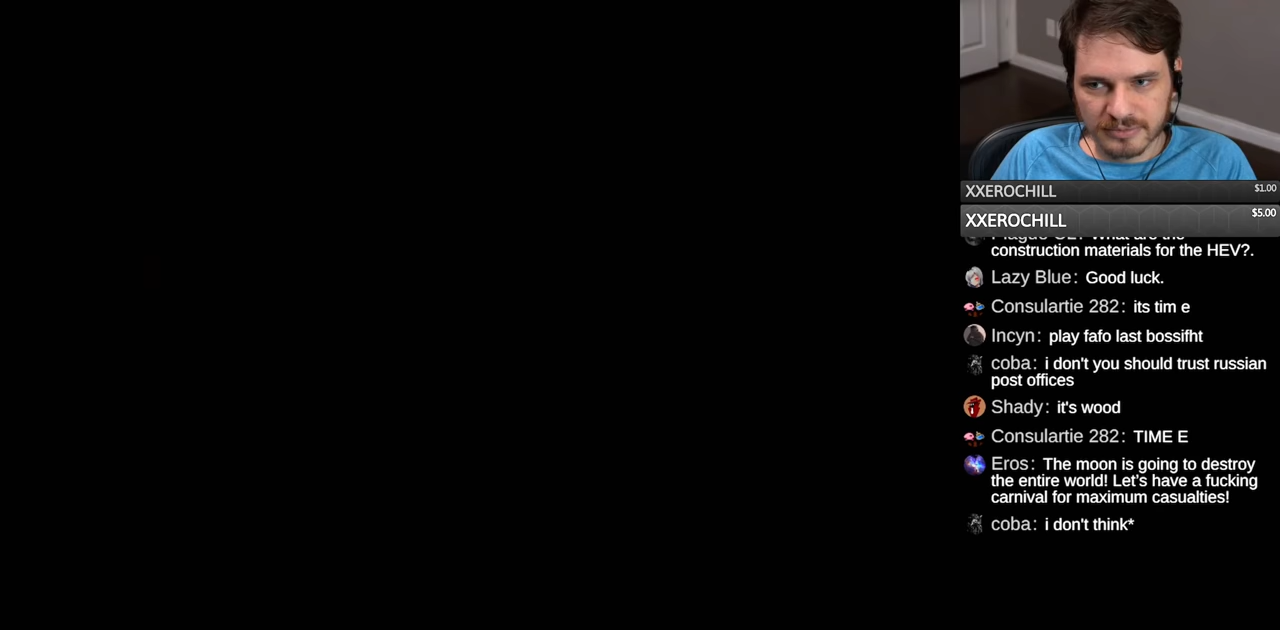 XXEROCHILL $1.00
XXEROCHILL $5.00
construction materials for the HEV?.
Lazy Blue: Good luck.
Consulartie 282: its tim e
Incyn: play fafo last bossifht
coba: i don't you should trust russian
post offices
Shady: it's wood
Consulartie 282: TIME E
Eros: The moon is going to destroy
the entire world! Let's have a fucking
carnival for maximum casualties!
coba: i don't think*